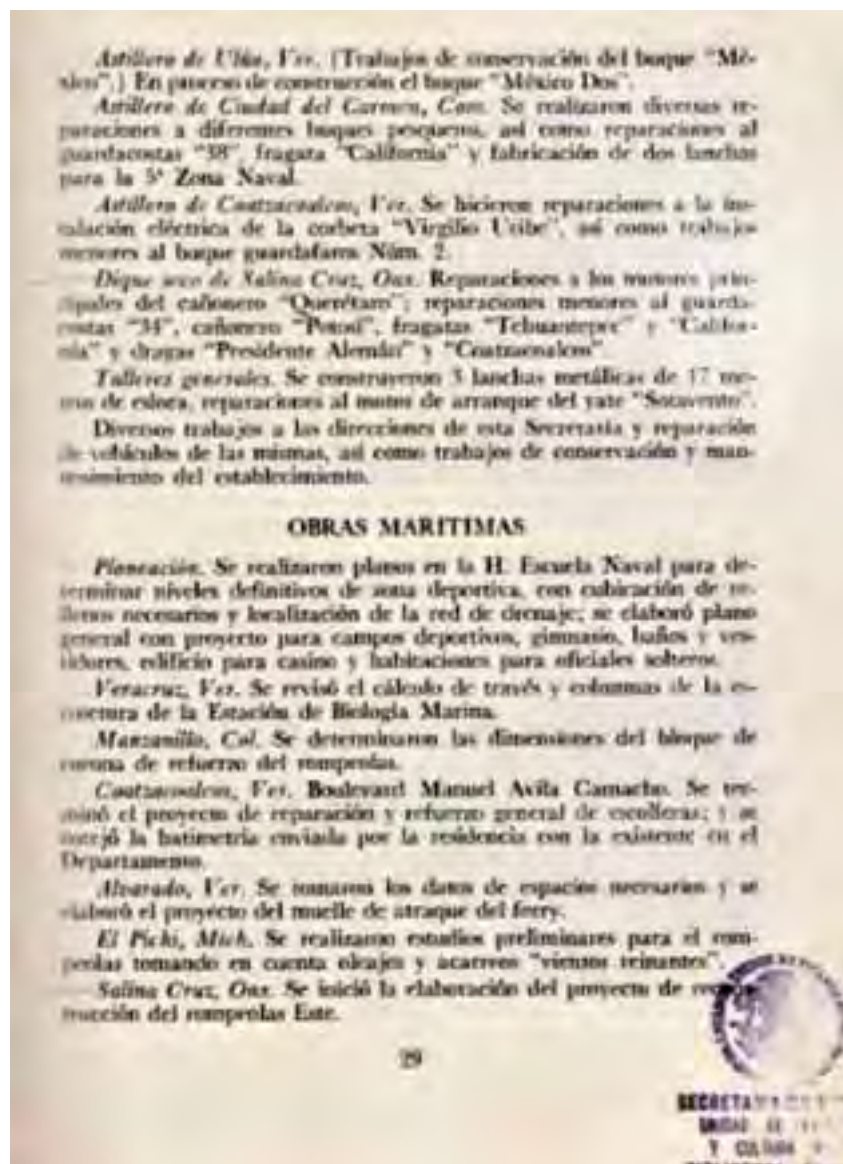 Astillero de Ulúa, Ver. (Trabajos de conservación del buque "Mé-
xico".) En proceso de construcción el buque "México Dos".
Astillero de Ciudad del Carmen, Cam. Se realizaron diversas re-
paraciones a diferentes buques pesqueros, así como reparaciones al
guardacostas "38", fragata "California" y fabricación de dos lanchas
para la 5ª Zona Naval.
Astillero de Coatzacoalcos, Ver. Se hicieron reparaciones a la ins-
talación eléctrica de la corbeta "Virgilio Uribe", así como trabajos
menores al buque guardafaros Núm. 2.
Dique seco de Salina Cruz, Oax. Reparaciones a los motores prin-
cipales del cañonero "Querétaro"; reparaciones menores al guarda-
costas "34", cañonero "Potosí", fragatas "Tehuantepec" y "Califor-
nia" y dragas "Presidente Alemán" y "Coatzacoalcos"
Talleres generales. Se construyeron 3 lanchas metálicas de 17 me-
tros de eslora, reparaciones al motor de arranque del yate "Sotavento".
Diversos trabajos a las direcciones de esta Secretaría y reparación
de vehículos de las mismas, así como trabajos de conservación y man-
tenimiento del establecimiento.
OBRAS MARITIMAS
Planeación. Se realizaron planos en la H. Escuela Naval para de-
terminar niveles definitivos de zona deportiva, con cubicación de re-
llenos necesarios y localización de la red de drenaje; se elaboró plano
general con proyecto para campos deportivos, gimnasio, baños y ves-
tidores, edificio para casino y habitaciones para oficiales solteros.
Veracruz, Ver. Se revisó el cálculo de través y columnas de la es-
tructura de la Estación de Biología Marina.
Manzanillo, Col. Se determinaron las dimensiones del bloque de
corona de refuerzo del rompeolas.
Coatzacoalcos, Ver. Boulevard Manuel Avila Camacho. Se ter-
minó el proyecto de reparación y refuerzo general de escolleras; y se
cotejó la batimetría enviada por la residencia con la existente en el
Departamento.
Alvarado, Ver. Se tomaron los datos de espacios necesarios y se
elaboró el proyecto del muelle de atraque del ferry.
El Pichi, Mich. Se realizaron estudios preliminares para el rom-
peolas tomando en cuenta oleajes y acarreos "vientos reinantes".
Salina Cruz, Oax. Se inició la elaboración del proyecto de recons-
trucción del rompeolas Este.
29
SECRETA
UNIDAD DE
Y CULTURA